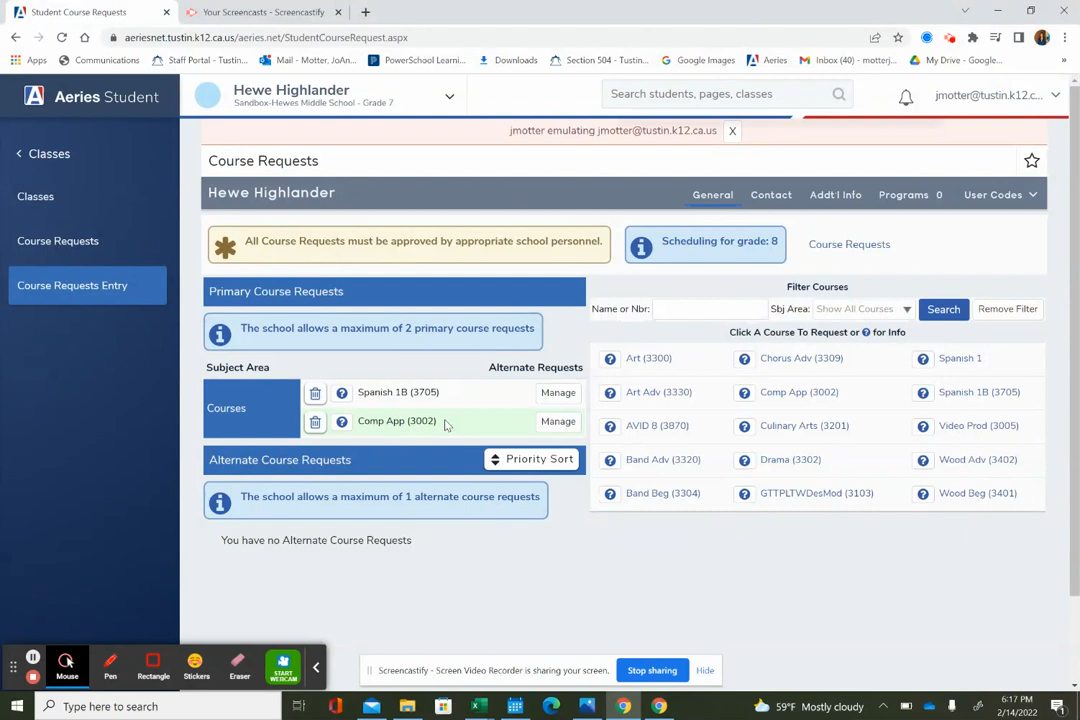 Student Course Requests
Your Screencasts - Screencastify
aeriesnet.tustin.k12.ca.us/aeries.net/StudentCourseRequest.aspx
Apps
Communications
Staff Portal - Tustin...
Mail - Motter, JoAn...
PowerSchool Learni...
Downloads
Section 504 - Tustin...
Google Images
Aeries
Inbox (40) - motterj...
My Drive - Google...
Aeries Student
Hewe Highlander
Sandbox-Hewes Middle School - Grade 7
Search students, pages, classes
jmotter@tustin.k12.c...
jmotter emulating jmotter@tustin.k12.ca.us
X
Classes
Classes
Course Requests
Course Requests Entry
Course Requests
Hewe Highlander
General
Contact
Addt'l Info
Programs 0
User Codes
All Course Requests must be approved by appropriate school personnel.
Scheduling for grade: 8
Course Requests
Primary Course Requests
The school allows a maximum of 2 primary course requests
Subject Area
Alternate Requests
Courses
Spanish 1B (3705)
Manage
Comp App (3002)
Manage
Alternate Course Requests
Priority Sort
The school allows a maximum of 1 alternate course requests
You have no Alternate Course Requests
Filter Courses
Name or Nbr:
Sbj Area:
Show All Courses
Search
Remove Filter
Click A Course To Request or ? for Info
Art (3300)
Chorus Adv (3309)
Spanish 1
Art Adv (3330)
Comp App (3002)
Spanish 1B (3705)
AVID 8 (3870)
Culinary Arts (3201)
Video Prod (3005)
Band Adv (3320)
Drama (3302)
Wood Adv (3402)
Band Beg (3304)
GTTPLTWDesMod (3103)
Wood Beg (3401)
Mouse
Pen
Rectangle
Stickers
Eraser
START WEBCAM
Screencastify - Screen Video Recorder is sharing your screen.
Stop sharing
Hide
Type here to search
59°F Mostly cloudy
6:17 PM
2/14/2022